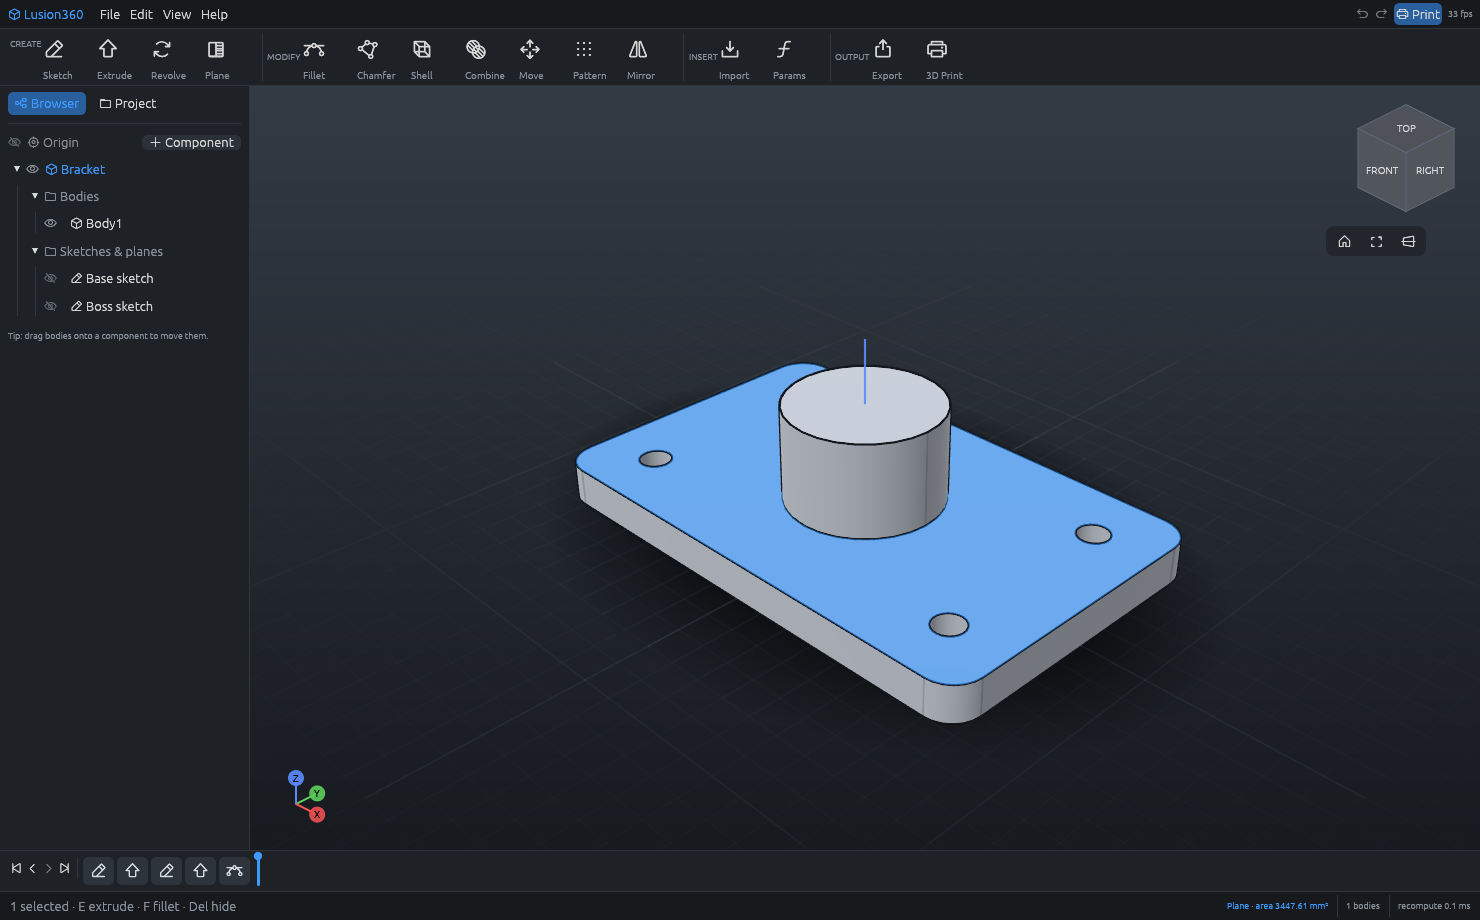 Lusion360 File Edit View Help Print 33 fps
CREATE Sketch Extrude Revolve Plane MODIFY Fillet Chamfer Shell Combine Move Pattern Mirror INSERT Import Params OUTPUT Export 3D Print
Browser Project
Origin + Component
Bracket
Bodies
Body1
Sketches & planes
Base sketch
Boss sketch
Tip: drag bodies onto a component to move them.
TOP
FRONT RIGHT
Z
Y
X
1 selected · E extrude · F fillet · Del hide Plane · area 3447.61 mm² 1 bodies recompute 0.1 ms